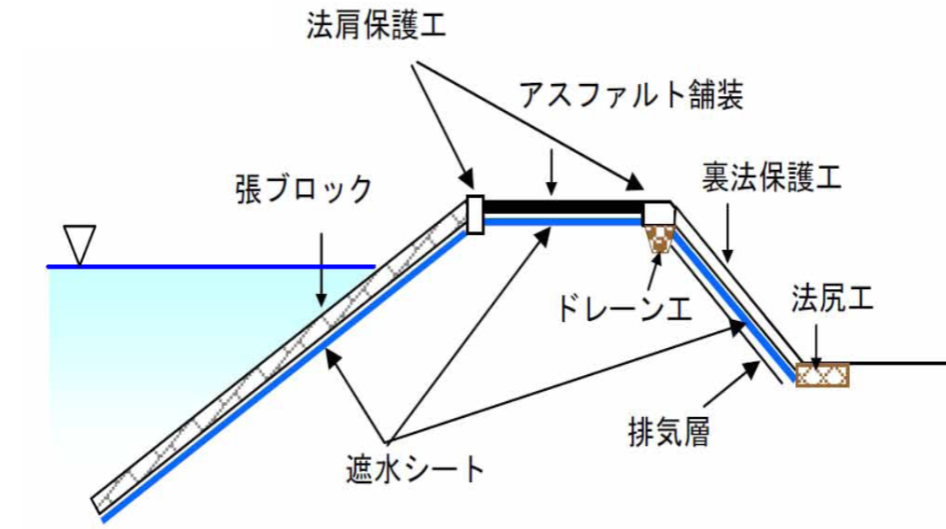 法肩保護工
アスファルト舗装
張ブロック
裏法保護工
ドレーン工
法尻工
排気層
遮水シート